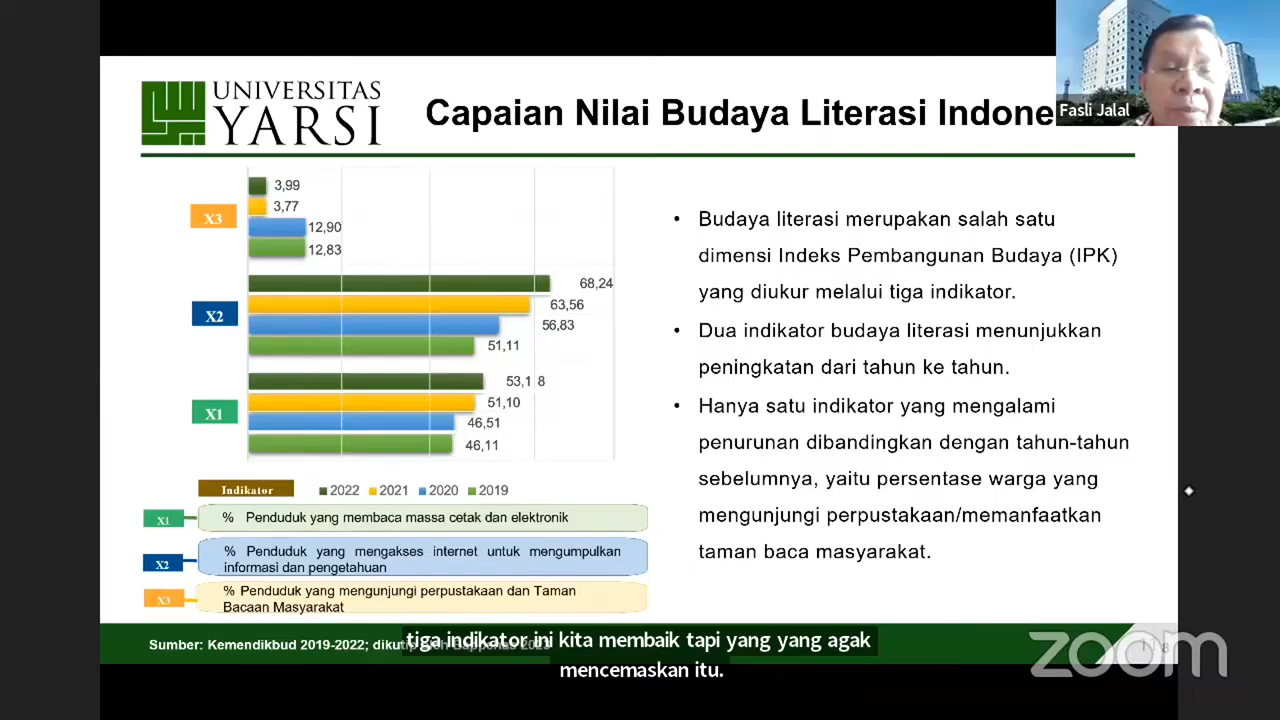 UNIVERSITAS
YARSI
Capaian Nilai Budaya Literasi Indone
Fasli Jalal
X3
3,99
3,77
12,90
12,83
X2
68,24
63,56
56,83
51,11
X1
53,1 8
51,10
46,51
46,11
Indikator
2022 2021 2020 2019
X1
% Penduduk yang membaca massa cetak dan elektronik
X2
% Penduduk yang mengakses internet untuk mengumpulkan
informasi dan pengetahuan
X3
% Penduduk yang mengunjungi perpustakaan dan Taman
Bacaan Masyarakat
• Budaya literasi merupakan salah satu
dimensi Indeks Pembangunan Budaya (IPK)
yang diukur melalui tiga indikator.
• Dua indikator budaya literasi menunjukkan
peningkatan dari tahun ke tahun.
• Hanya satu indikator yang mengalami
penurunan dibandingkan dengan tahun-tahun
sebelumnya, yaitu persentase warga yang
mengunjungi perpustakaan/memanfaatkan
taman baca masyarakat.
Sumber: Kemendikbud 2019-2022;
tiga indikator ini kita membaik tapi yang yang agak
mencemaskan itu.
zoom